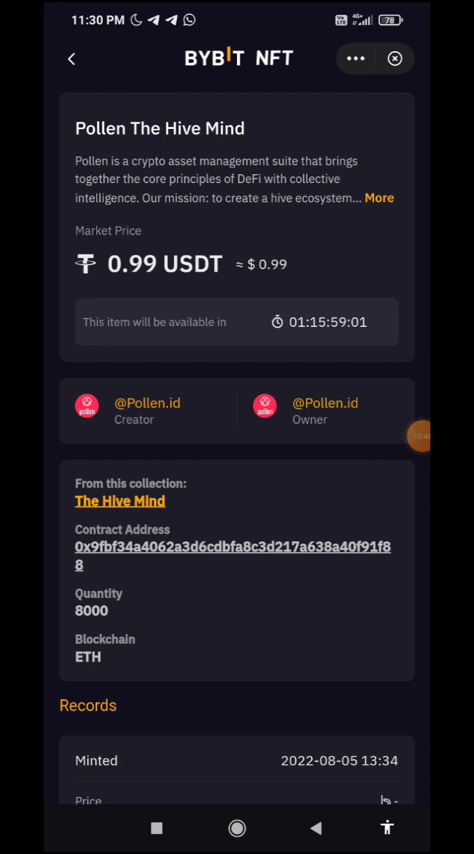 11:30 PM
78
BYBIT NFT
Pollen The Hive Mind
Pollen is a crypto asset management suite that brings
together the core principles of DeFi with collective
intelligence. Our mission: to create a hive ecosystem... More
Market Price
0.99 USDT ≈ $ 0.99
This item will be available in 01:15:59:01
@Pollen.id
Creator
@Pollen.id
Owner
From this collection:
The Hive Mind
Contract Address
0x9fbf34a4062a3d6cdbfa8c3d217a638a40f91f8
8
Quantity
8000
Blockchain
ETH
Records
Minted 2022-08-05 13:34
Price -